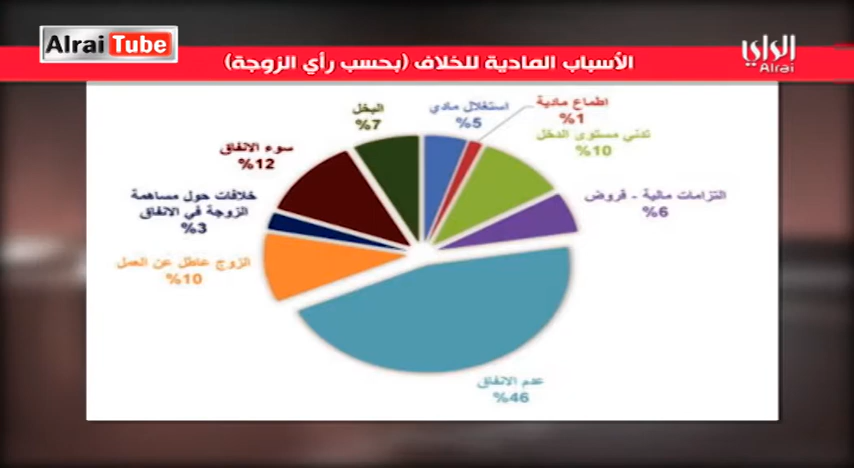 Alrai Tube
الراي
Alrai
الأسباب المادية للخلاف (بحسب رأي الزوجة)
استغلال مادي
%5
اطماع مادية
%1
تدني مستوى الدخل
%10
التزامات مالية - قروض
%6
عدم الانفاق
%46
الزوج عاطل عن العمل
%10
خلافات حول مساهمة
الزوجة في الانفاق
%3
سوء الانفاق
%12
البخل
%7